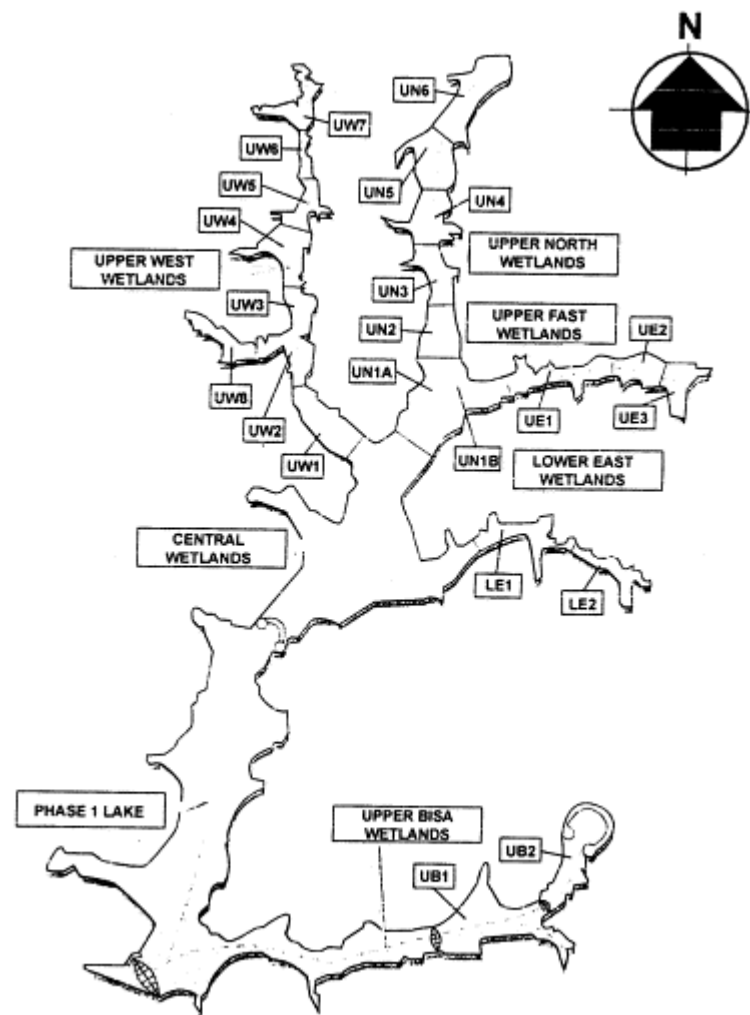 N
UN6
UW7
UW6
UN5
UW5
UN4
UW4
UPPER WEST
WETLANDS
UPPER NORTH
WETLANDS
UN3
UW3
UPPER FAST
WETLANDS
UN2
UE2
UN1A
UW8
UW2
UE1
UE3
UW1
UN1B
LOWER EAST
WETLANDS
CENTRAL
WETLANDS
LE1
LE2
PHASE 1 LAKE
UPPER BISA
WETLANDS
UB2
UB1